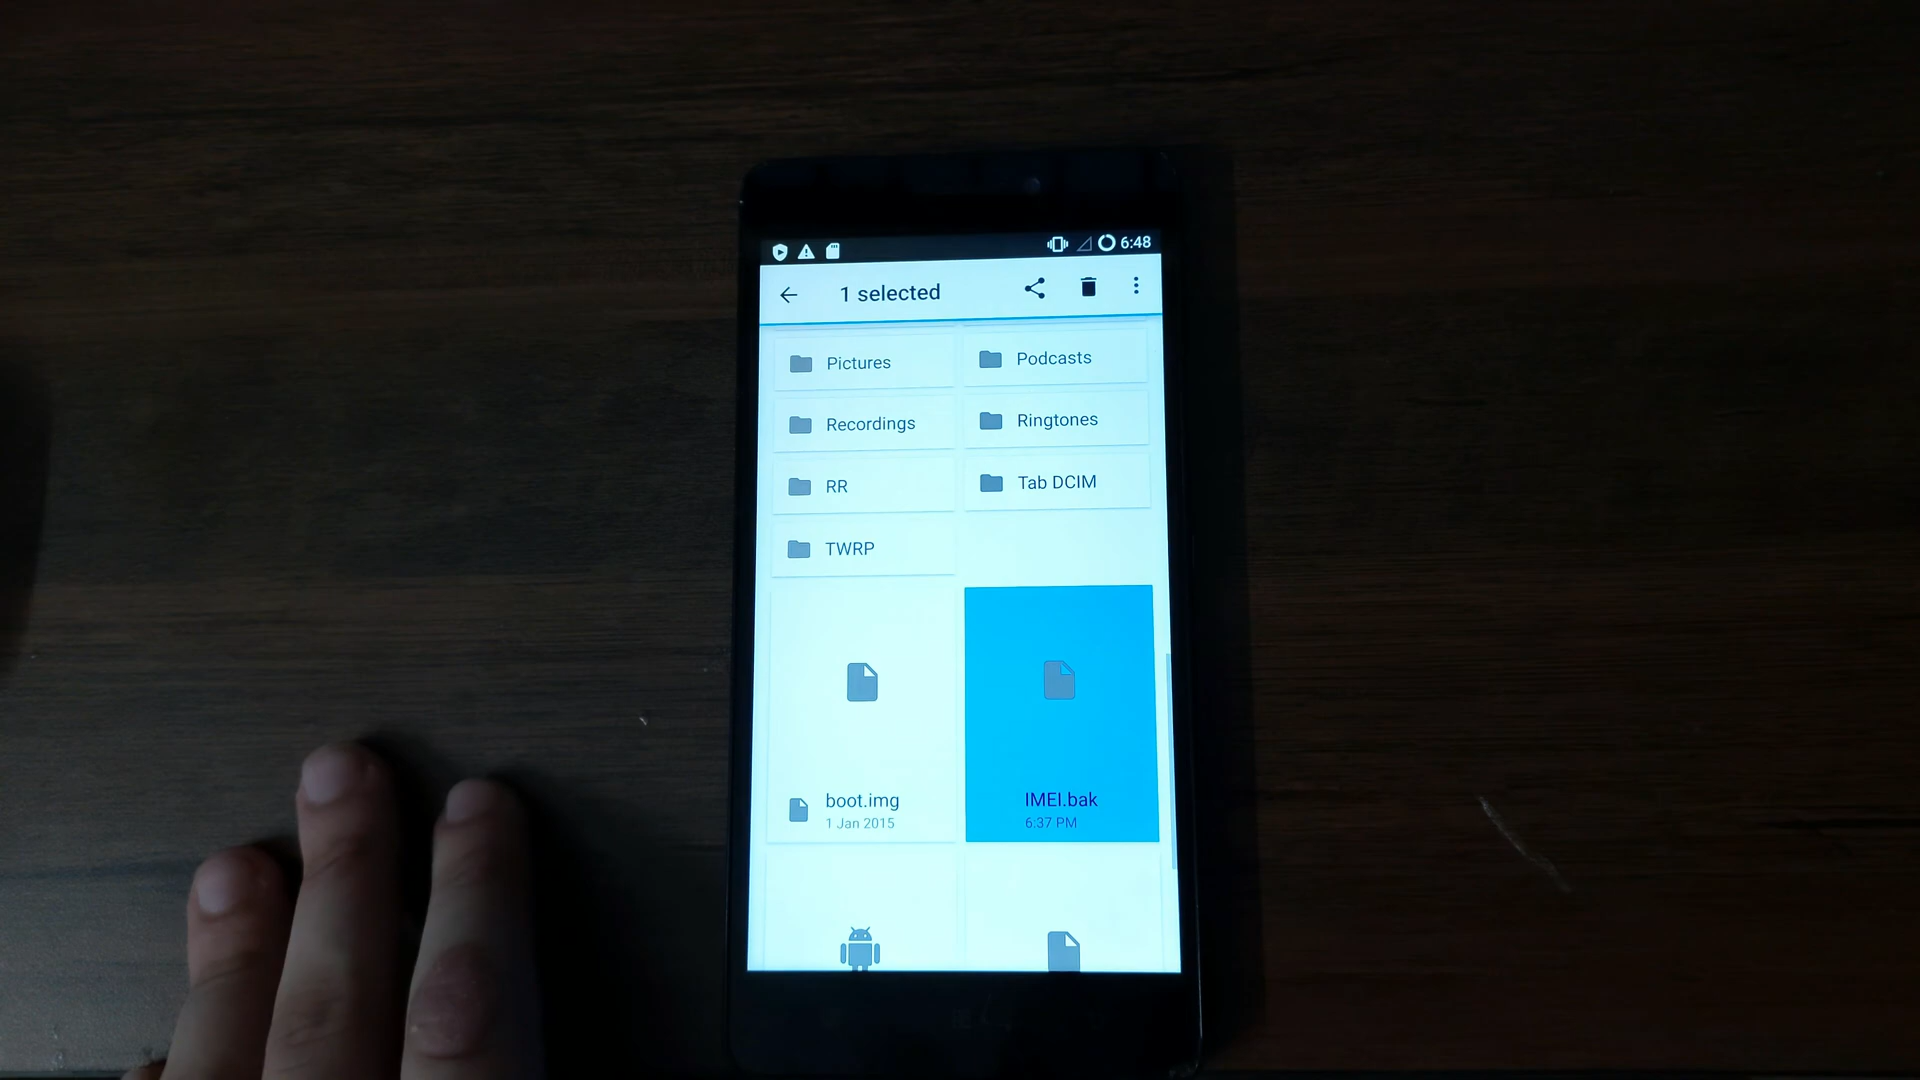 6:48
1 selected
Pictures
Podcasts
Recordings
Ringtones
RR
Tab DCIM
TWRP
boot.img
1 Jan 2015
IMEI.bak
6:37 PM